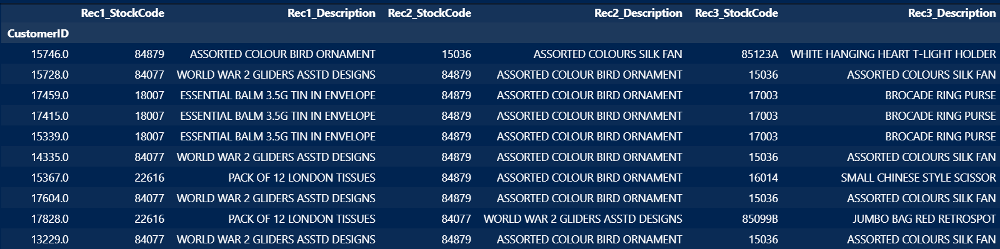 Rec1_StockCode Rec1_Description Rec2_StockCode Rec2_Description Rec3_StockCode Rec3_Description
CustomerID
15746.0 84879 ASSORTED COLOUR BIRD ORNAMENT 15036 ASSORTED COLOURS SILK FAN 85123A WHITE HANGING HEART T-LIGHT HOLDER
15728.0 84077 WORLD WAR 2 GLIDERS ASSTD DESIGNS 84879 ASSORTED COLOUR BIRD ORNAMENT 15036 ASSORTED COLOURS SILK FAN
17459.0 18007 ESSENTIAL BALM 3.5G TIN IN ENVELOPE 84879 ASSORTED COLOUR BIRD ORNAMENT 17003 BROCADE RING PURSE
17415.0 18007 ESSENTIAL BALM 3.5G TIN IN ENVELOPE 84879 ASSORTED COLOUR BIRD ORNAMENT 17003 BROCADE RING PURSE
15339.0 18007 ESSENTIAL BALM 3.5G TIN IN ENVELOPE 84879 ASSORTED COLOUR BIRD ORNAMENT 17003 BROCADE RING PURSE
14335.0 84077 WORLD WAR 2 GLIDERS ASSTD DESIGNS 84879 ASSORTED COLOUR BIRD ORNAMENT 15036 ASSORTED COLOURS SILK FAN
15367.0 22616 PACK OF 12 LONDON TISSUES 84879 ASSORTED COLOUR BIRD ORNAMENT 16014 SMALL CHINESE STYLE SCISSOR
17604.0 84077 WORLD WAR 2 GLIDERS ASSTD DESIGNS 84879 ASSORTED COLOUR BIRD ORNAMENT 15036 ASSORTED COLOURS SILK FAN
17828.0 22616 PACK OF 12 LONDON TISSUES 84077 WORLD WAR 2 GLIDERS ASSTD DESIGNS 85099B JUMBO BAG RED RETROSPOT
13229.0 84077 WORLD WAR 2 GLIDERS ASSTD DESIGNS 84879 ASSORTED COLOUR BIRD ORNAMENT 15036 ASSORTED COLOURS SILK FAN